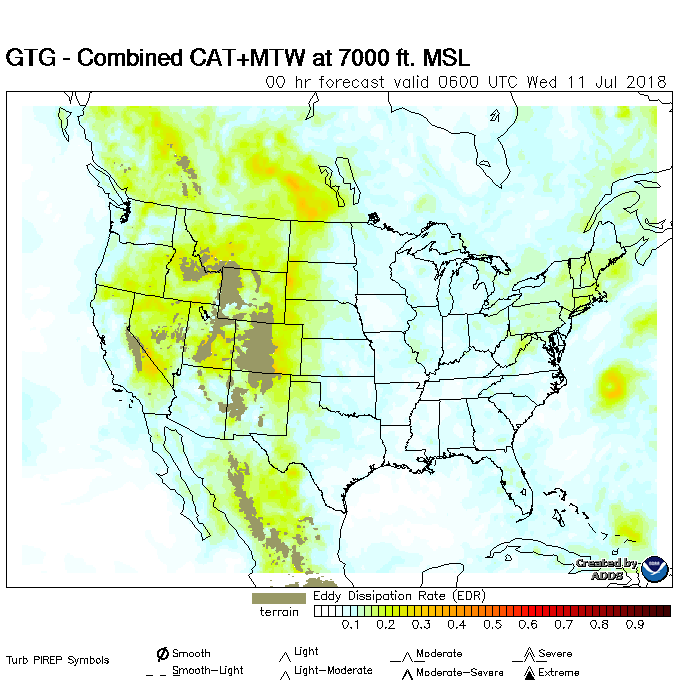 GTG - Combined CAT+MTW at 7000 ft. MSL
00 hr forecast valid 0600 UTC Wed 11 Jul 2018
Created by
ADDS
Eddy Dissipation Rate (EDR)
terrain
0.1 0.2 0.3 0.4 0.5 0.6 0.7 0.8 0.9
Turb PIREP Symbols
Smooth Light Moderate Severe
Smooth-Light Light-Moderate Moderate-Severe Extreme